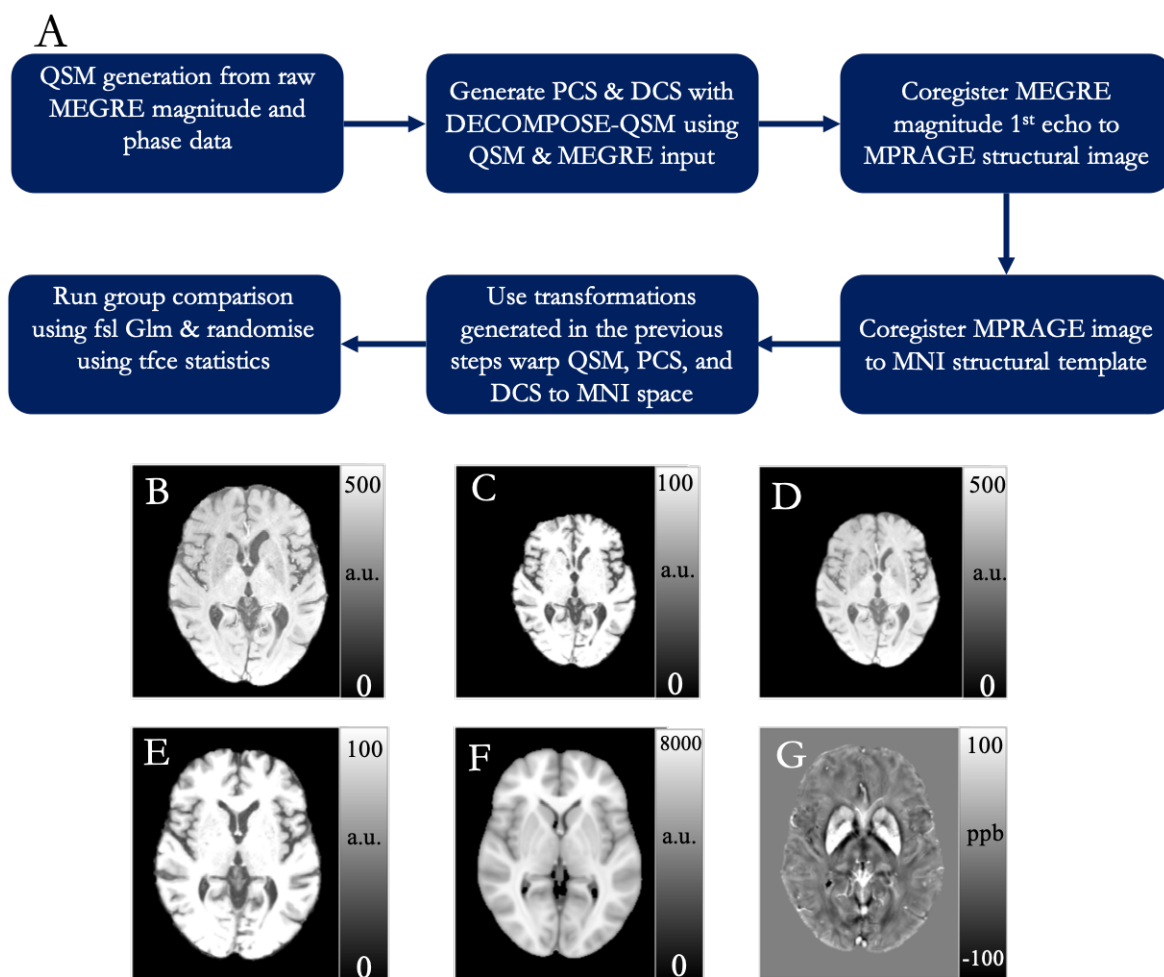 A
QSM generation from raw
MEGRE magnitude and
phase data
Generate PCS & DCS with
DECOMPOSE-QSM using
QSM & MEGRE input
Coregister MEGRE
magnitude 1st echo to
MPRAGE structural image
Run group comparison
using fsl Glm & randomise
using tfce statistics
Use transformations
generated in the previous
steps warp QSM, PCS, and
DCS to MNI space
Coregister MPRAGE image
to MNI structural template
B
500
a.u.
0
C
100
a.u.
0
D
500
a.u.
0
E
100
a.u.
0
F
8000
a.u.
0
G
100
ppb
-100